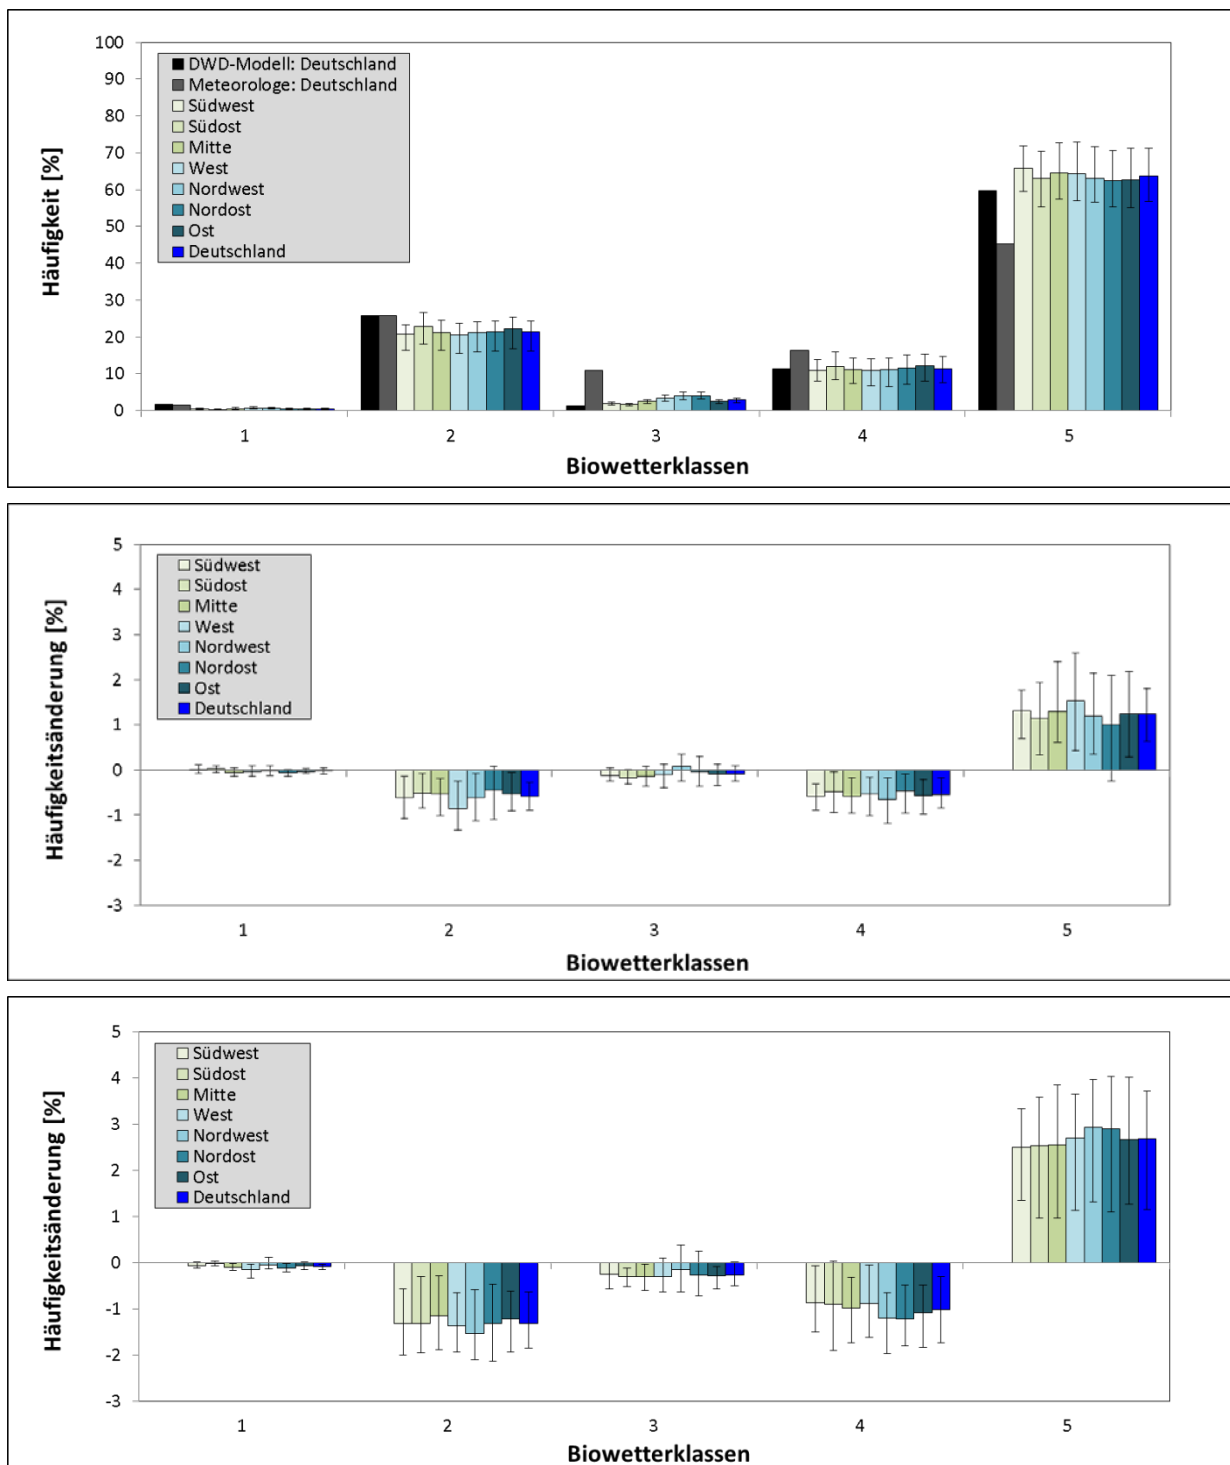 Häufigkeit [%]
100
90
80
70
60
50
40
30
20
10
0
DWD-Modell: Deutschland
Meteorologe: Deutschland
Südwest
Südost
Mitte
West
Nordwest
Nordost
Ost
Deutschland
1 2 3 4 5
Biowetterklassen
Häufigkeitsänderung [%]
5
4
3
2
1
0
-1
-2
-3
Südwest
Südost
Mitte
West
Nordwest
Nordost
Ost
Deutschland
1 2 3 4 5
Biowetterklassen
Häufigkeitsänderung [%]
5
4
3
2
1
0
-1
-2
-3
Südwest
Südost
Mitte
West
Nordwest
Nordost
Ost
Deutschland
1 2 3 4 5
Biowetterklassen